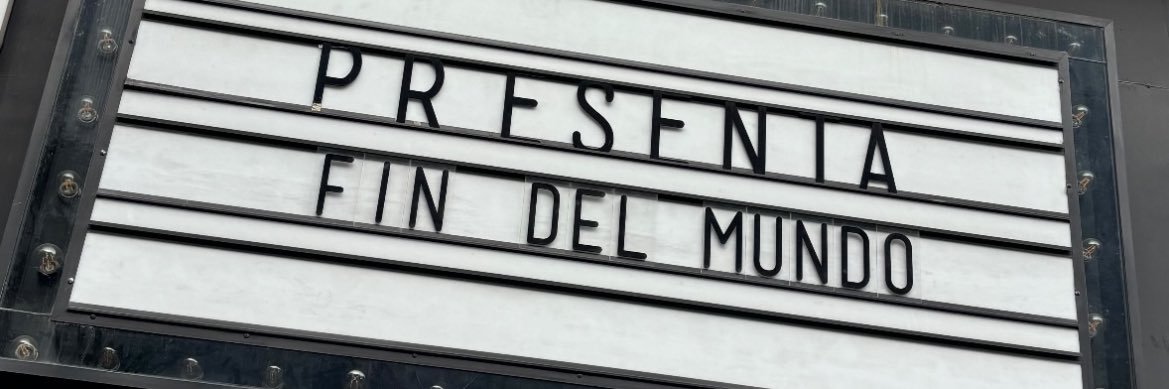 PRESENTA
FIN DEL MUNDO